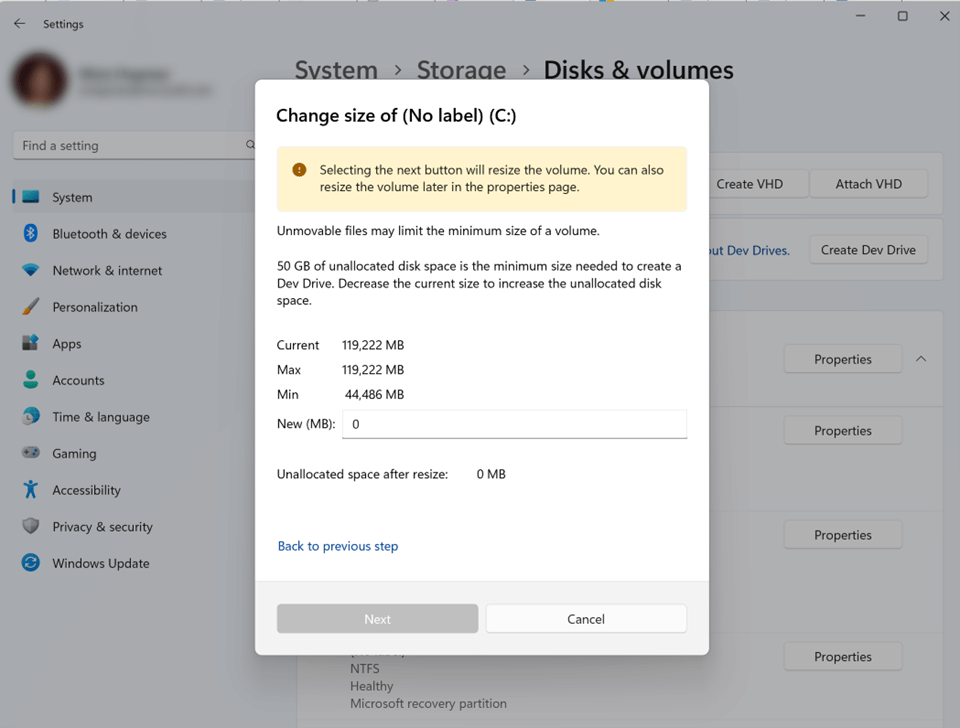 Settings
System > Storage > Disks & volumes
Find a setting
System
Bluetooth & devices
Network & internet
Personalization
Apps
Accounts
Time & language
Gaming
Accessibility
Privacy & security
Windows Update
Change size of (No label) (C:)
Selecting the next button will resize the volume. You can also
resize the volume later in the properties page.
Unmovable files may limit the minimum size of a volume.
50 GB of unallocated disk space is the minimum size needed to create a
Dev Drive. Decrease the current size to increase the unallocated disk
space.
Current 119,222 MB
Max 119,222 MB
Min 44,486 MB
New (MB): 0
Unallocated space after resize: 0 MB
Back to previous step
Next
Cancel
Create VHD
Attach VHD
Dev Drives.
Create Dev Drive
Properties
Properties
Properties
Properties
NTFS
Healthy
Microsoft recovery partition